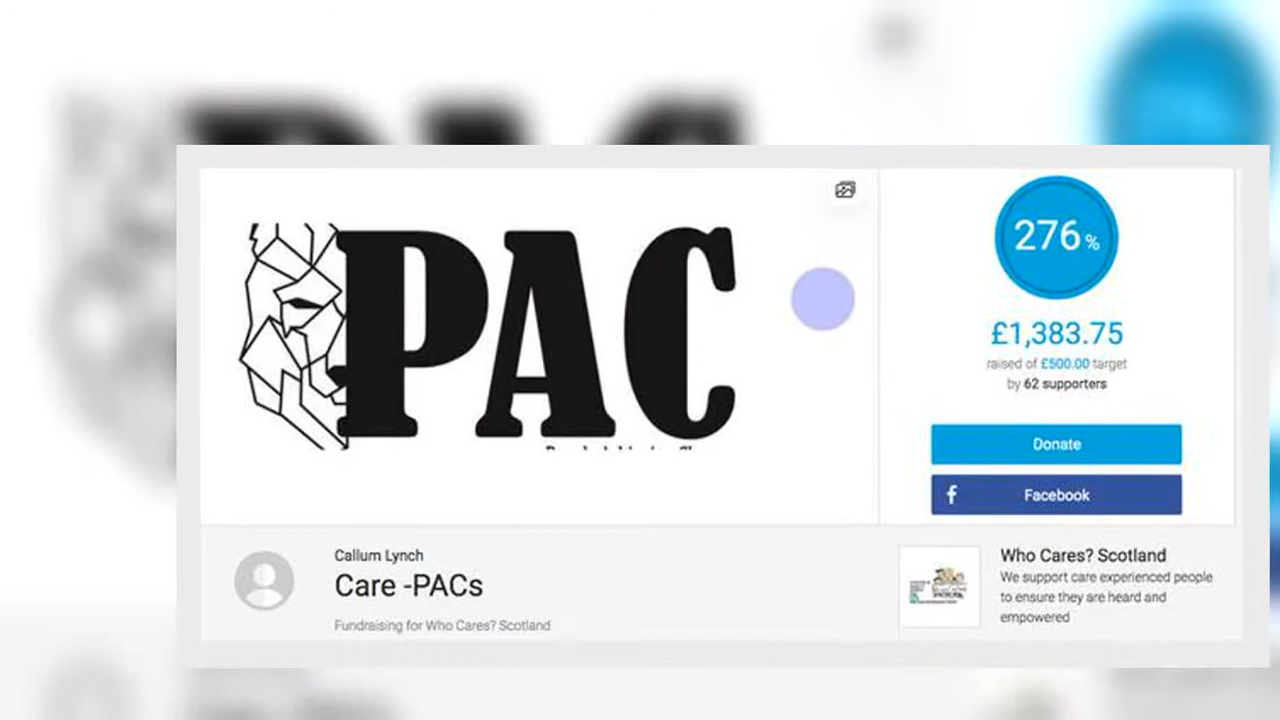 PAC
276%
£1,383.75
raised of £500.00 target
by 62 supporters
Donate
f Facebook
Callum Lynch
Care -PACs
Fundraising for Who Cares? Scotland
Who Cares? Scotland
We support care experienced people
to ensure they are heard and
empowered